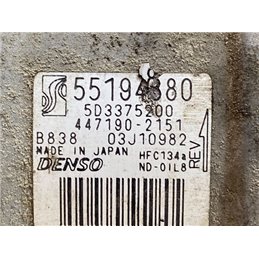 55194880
5D3375200
447190-2151
B838 03J10982
MADE IN JAPAN HFC134a
DENSO ND-OIL8
REV